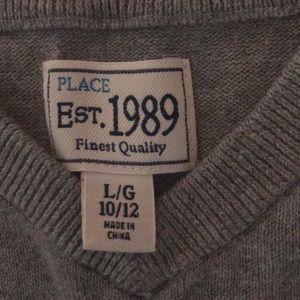 PLACE
EST. 1989
Finest Quality
L/G
10/12
MADE IN
CHINA